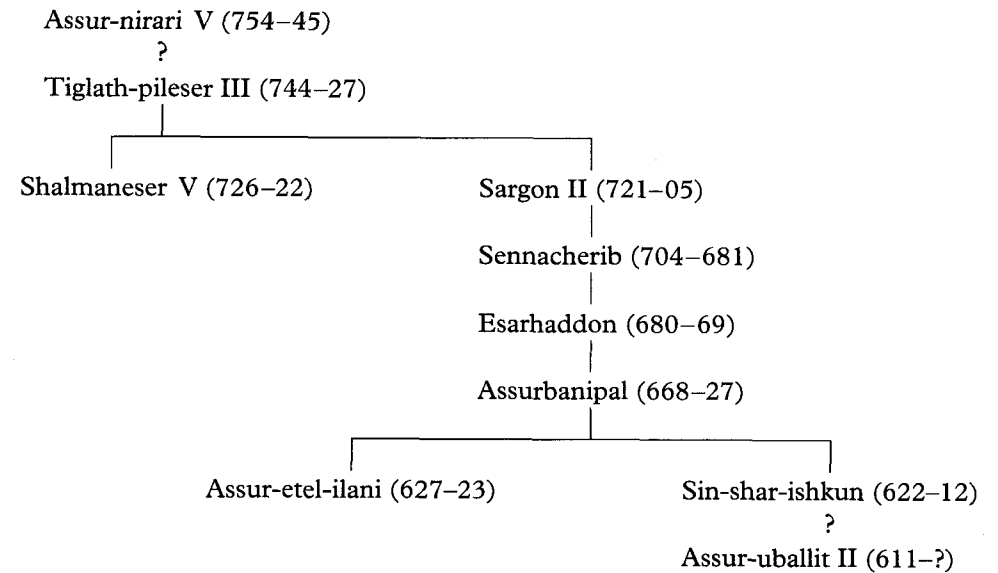 Assur-nirari V (754–45)
?
Tiglath-pileser III (744–27)
Shalmaneser V (726–22)
Sargon II (721–05)
Sennacherib (704–681)
Esarhaddon (680–69)
Assurbanipal (668–27)
Assur-etel-ilani (627–23)
Sin-shar-ishkun (622–12)
?
Assur-uballit II (611–?)